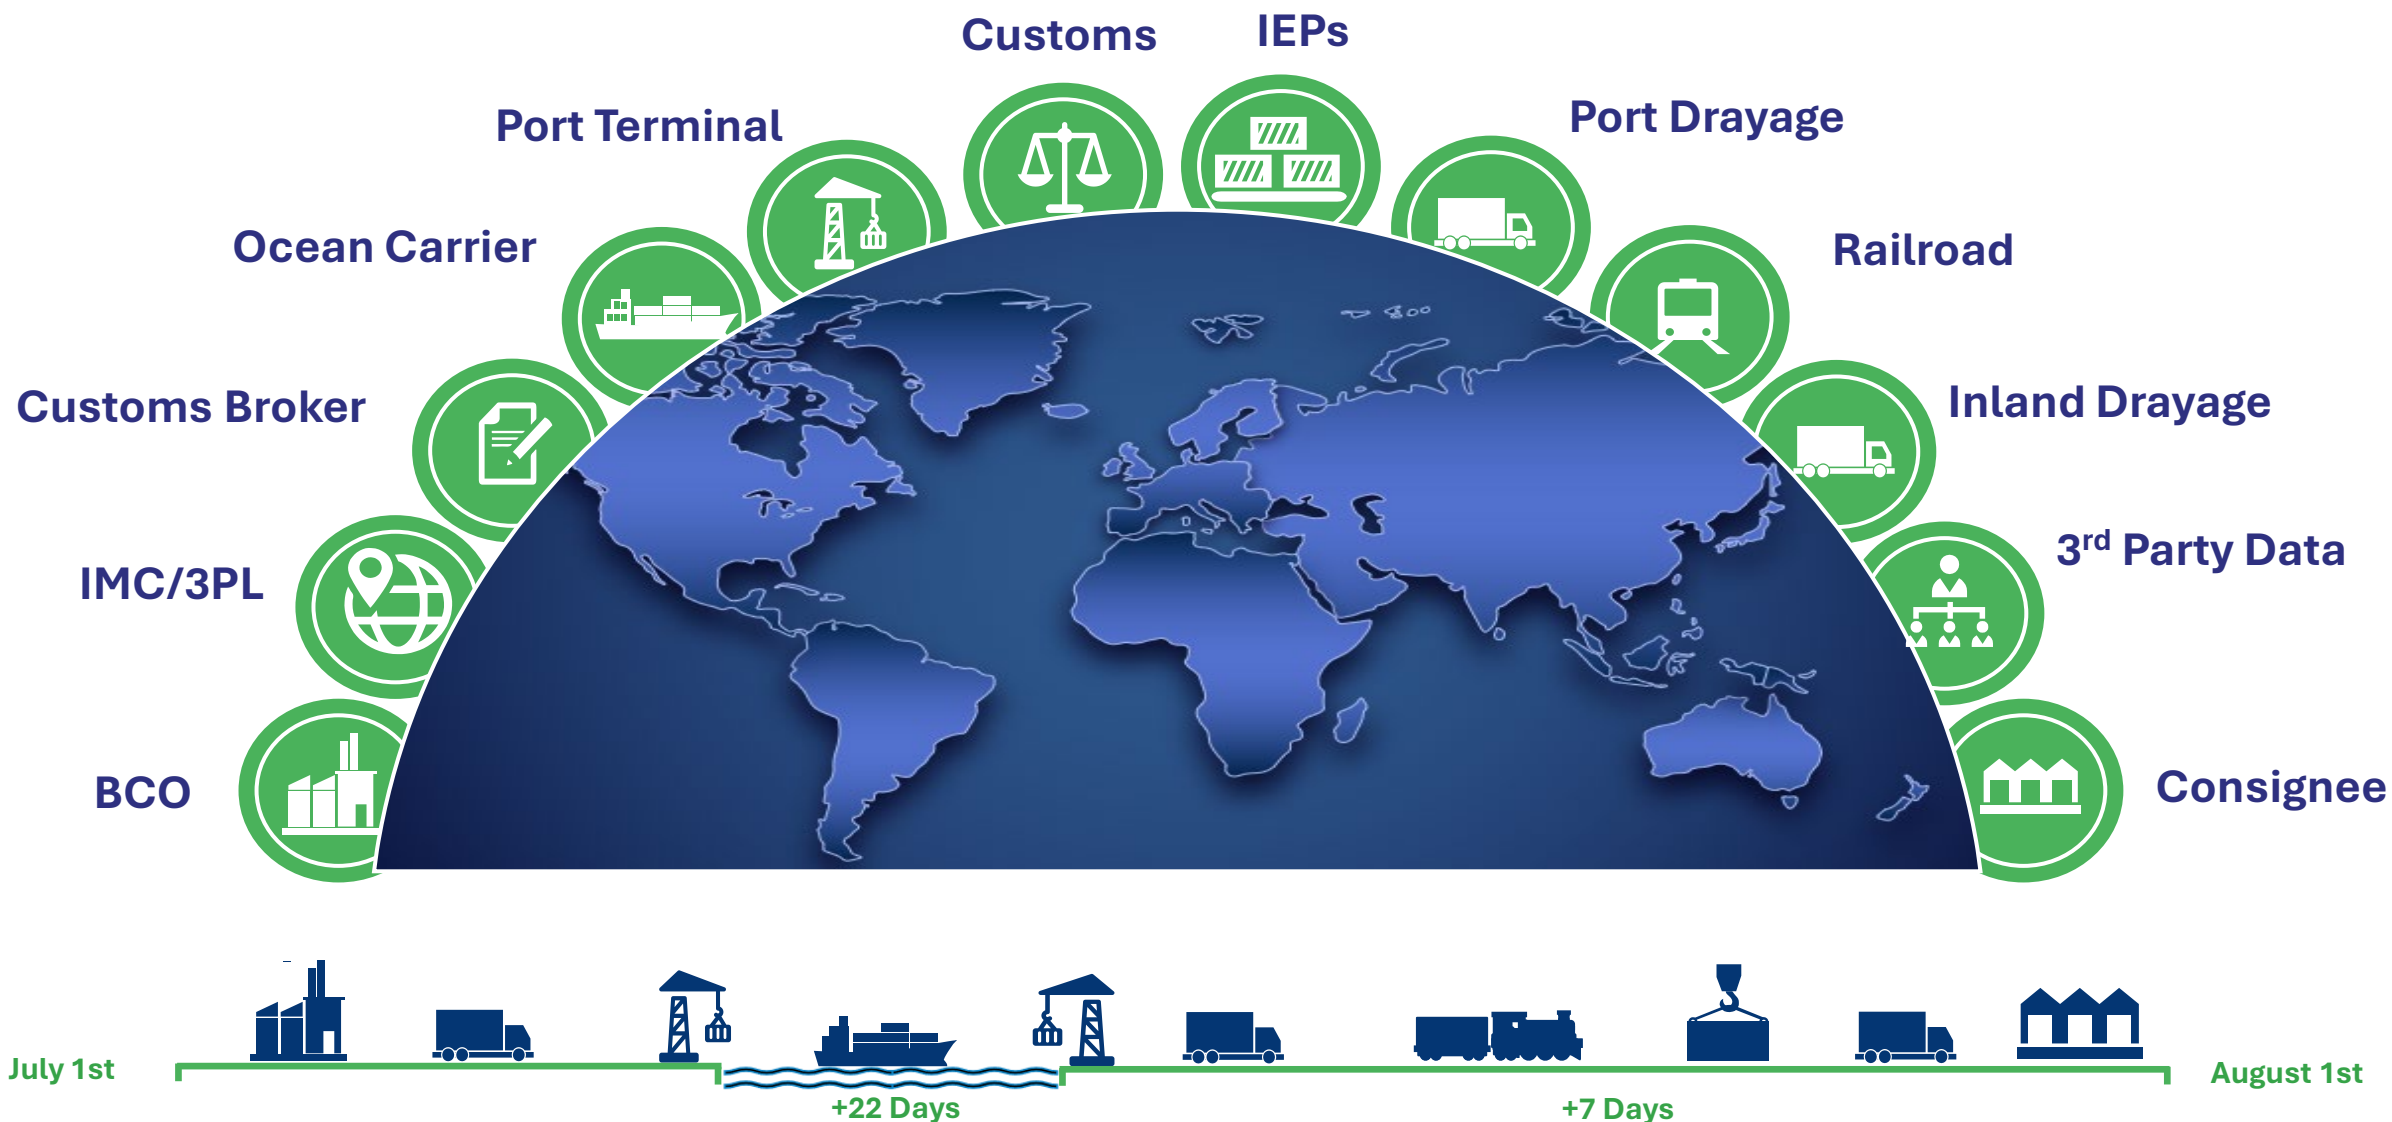 Customs
IEPs
Port Terminal
Port Drayage
Ocean Carrier
Railroad
Customs Broker
Inland Drayage
IMC/3PL
3rd Party Data
BCO
Consignee
July 1st
August 1st
+22 Days
+7 Days